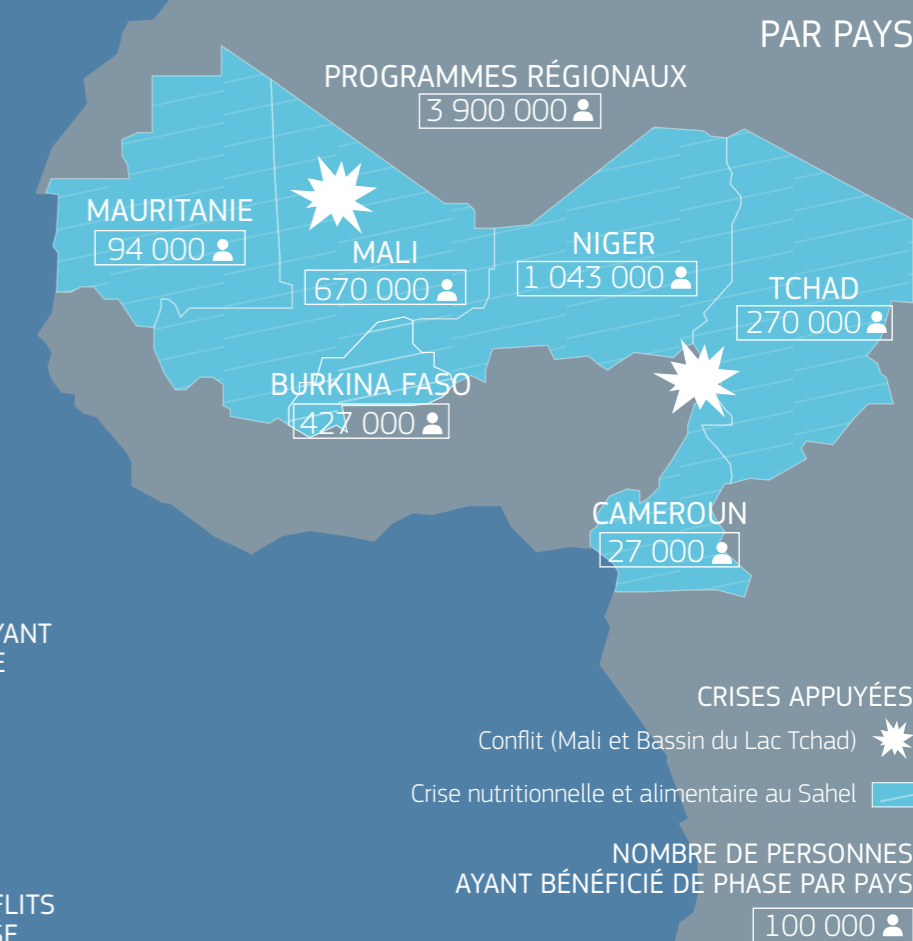 PAR PAYS
PROGRAMMES RÉGIONAUX
3 900 000
MAURITANIE
94 000
MALI
670 000
NIGER
1 043 000
TCHAD
270 000
BURKINA FASO
427 000
CAMEROUN
27 000
CRISES APPUYÉES
Conflit (Mali et Bassin du Lac Tchad)
Crise nutritionnelle et alimentaire au Sahel
NOMBRE DE PERSONNES
AYANT BÉNÉFICIÉ DE PHASE PAR PAYS
100 000